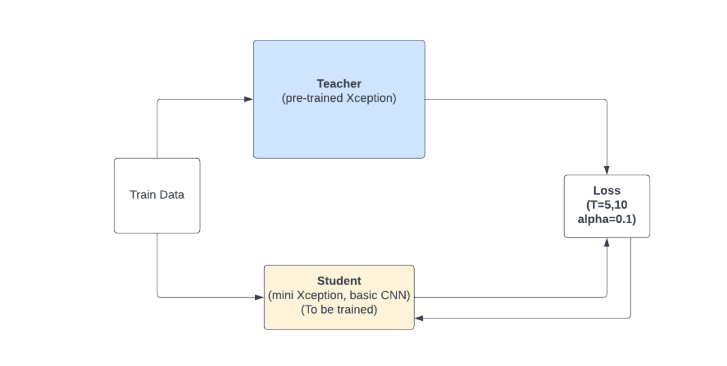 Teacher
(pre-trained Xception)
Train Data
Loss
(T=5,10
alpha=0.1)
Student
(mini Xception, basic CNN)
(To be trained)